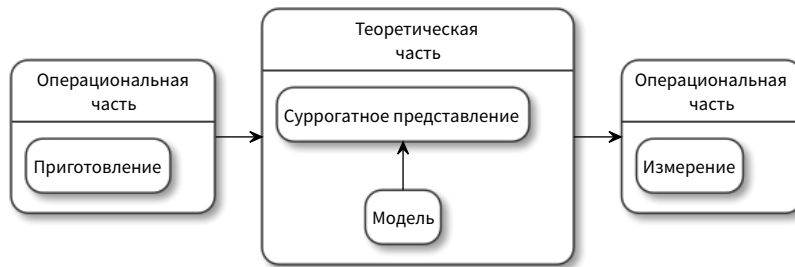 Операциональная
часть
Приготовление
Теоретическая
часть
Суррогатное представление
Модель
Операциональная
часть
Измерение